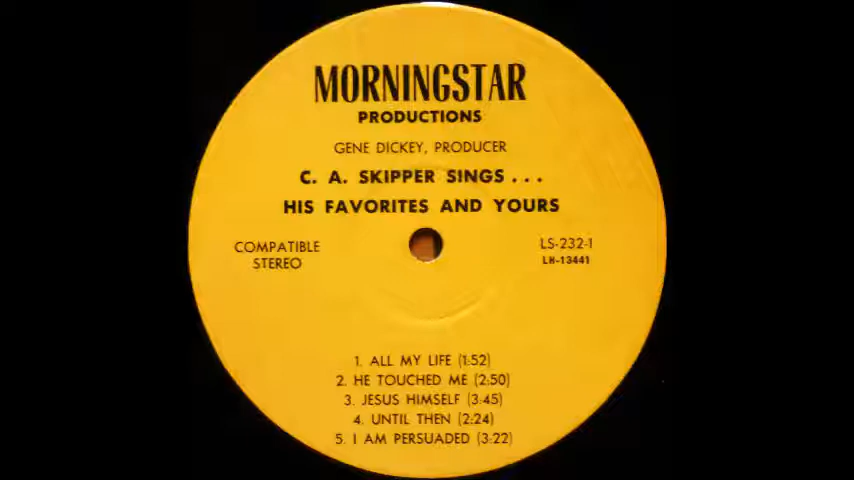 MORNINGSTAR
PRODUCTIONS
GENE DICKEY, PRODUCER
C. A. SKIPPER SINGS . . .
HIS FAVORITES AND YOURS
COMPATIBLE
STEREO
LS-232-1
LH-13441
1. ALL MY LIFE (1:52)
2. HE TOUCHED ME (2:50)
3. JESUS HIMSELF (3:45)
4. UNTIL THEN (2:24)
5. I AM PERSUADED (3:22)